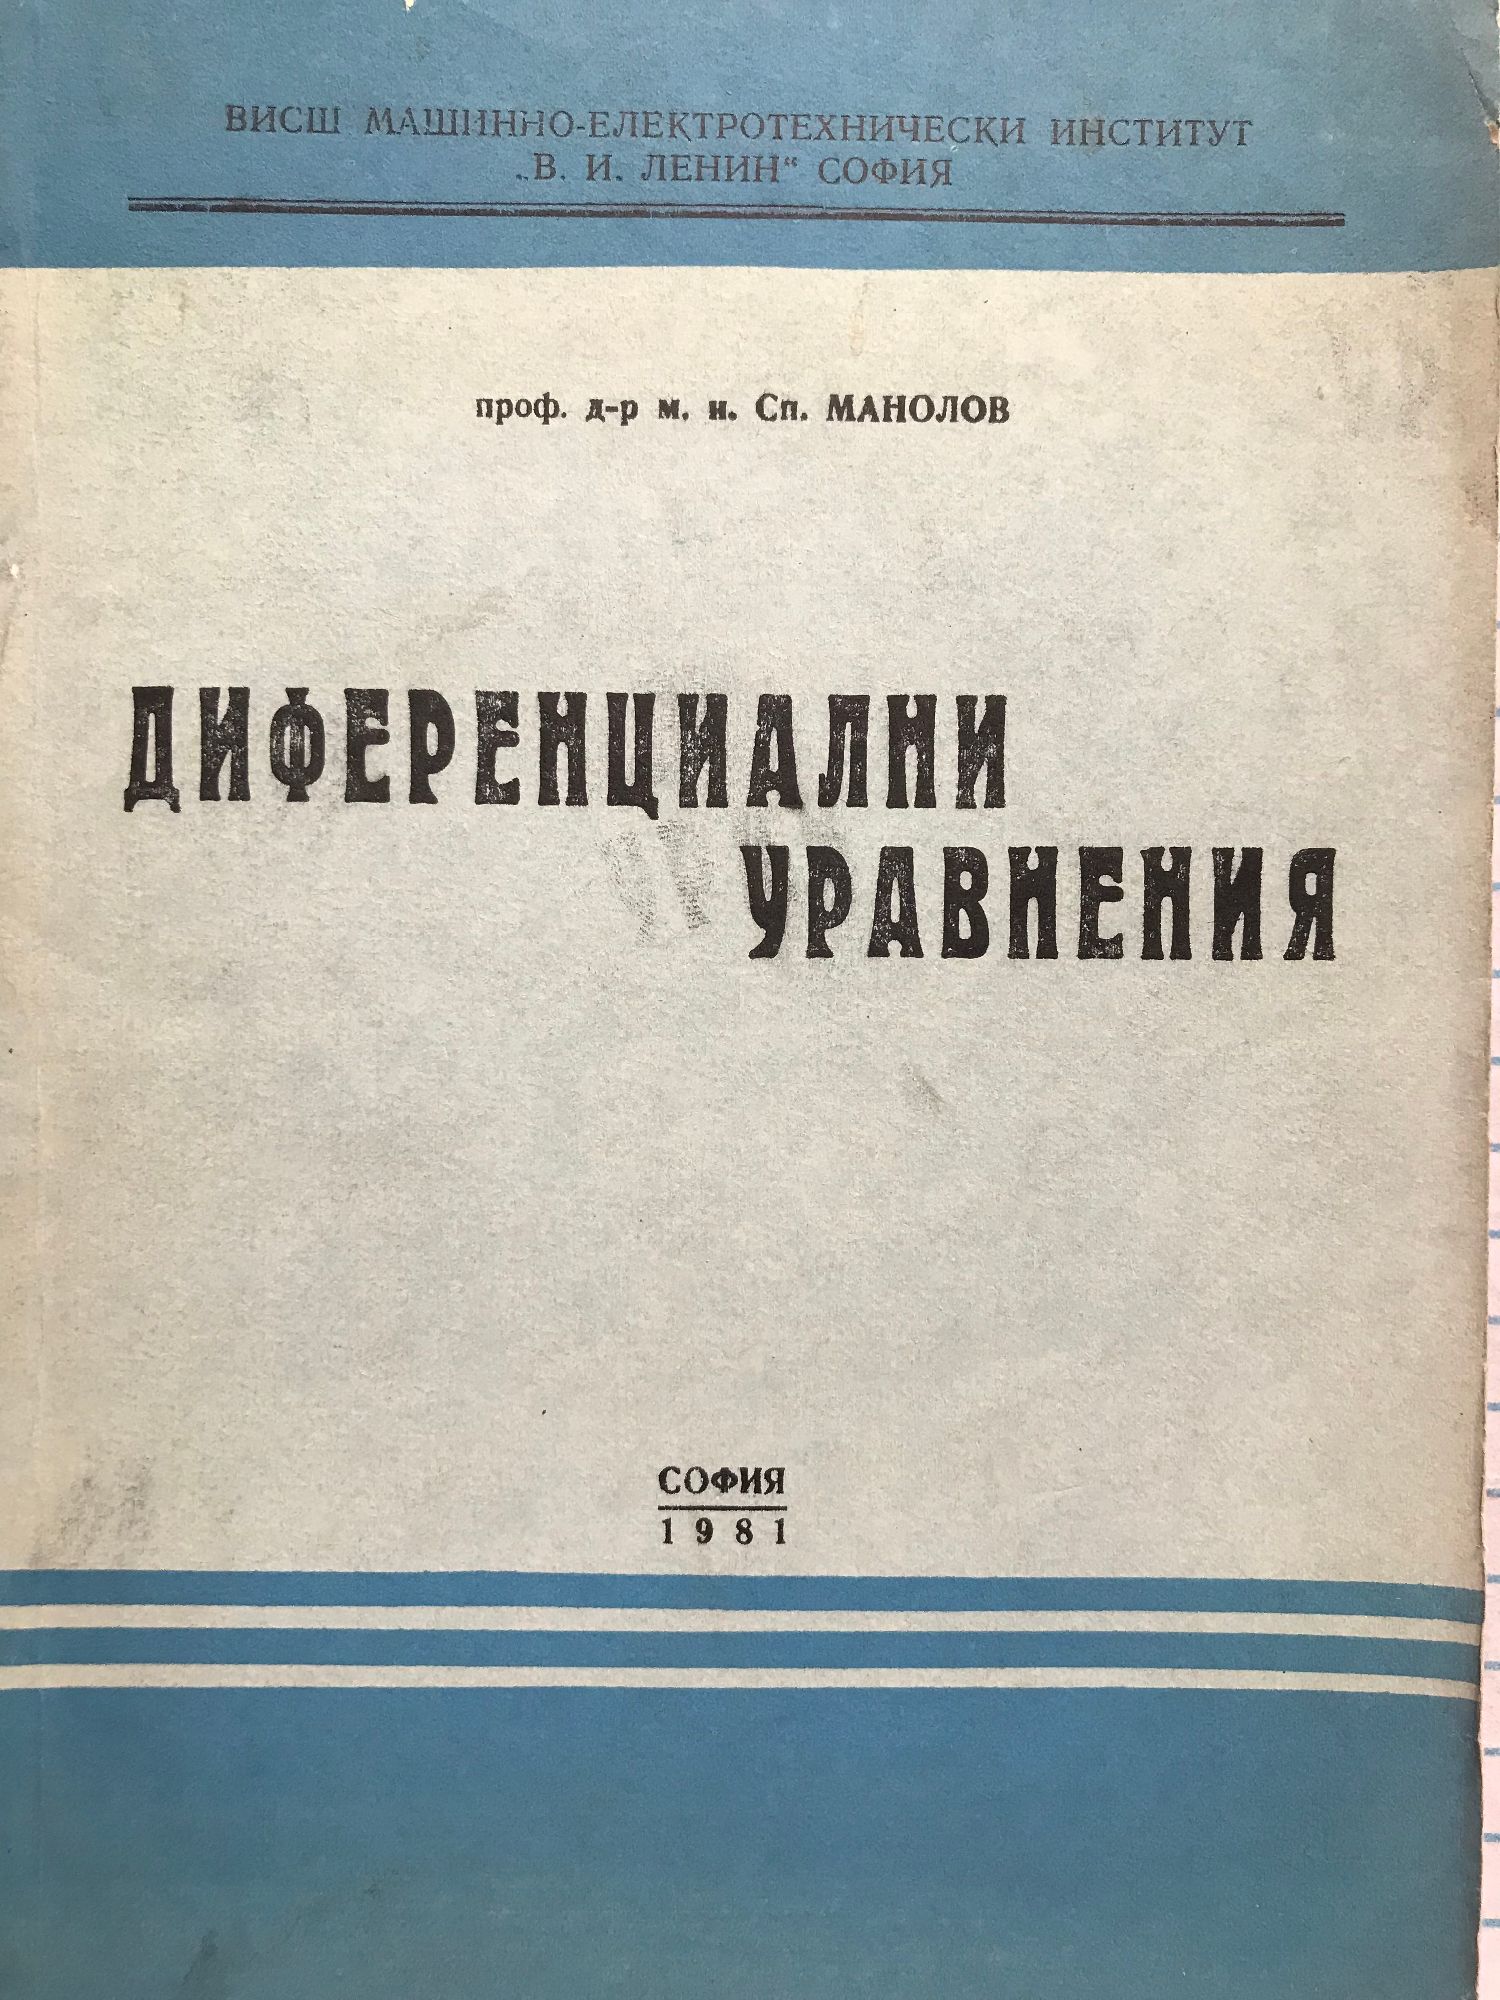 ВИСШ МАШИННО-ЕЛЕКТРОТЕХНИЧЕСКИ ИНСТИТУТ
„В. И. ЛЕНИН“ СОФИЯ
проф. д-р м. н. Сп. МАНОЛОВ
ДИФЕРЕНЦИАЛНИ
УРАВНЕНИЯ
СОФИЯ
1981